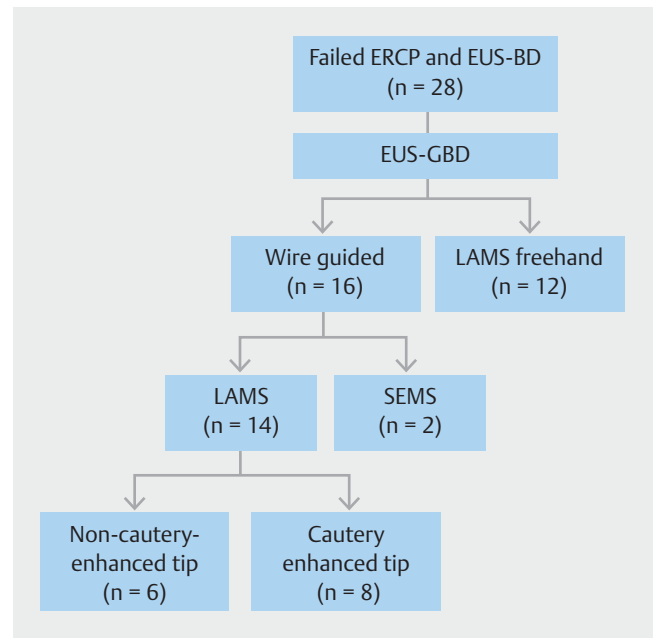 Failed ERCP and EUS-BD
(n = 28)
EUS-GBD
Wire guided
(n = 16)
LAMS freehand
(n = 12)
LAMS
(n = 14)
SEMS
(n = 2)
Non-cautery-
enhanced tip
(n = 6)
Cautery
enhanced tip
(n = 8)